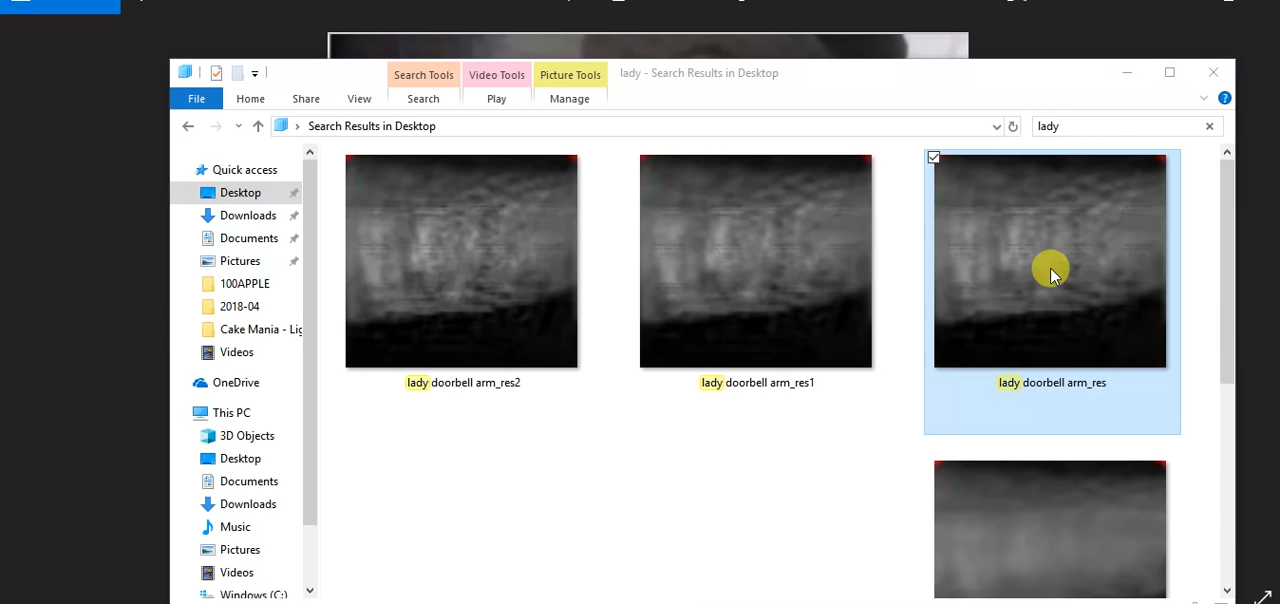 Search Tools Video Tools Picture Tools lady - Search Results in Desktop
File Home Share View Search Play Manage
Search Results in Desktop lady
Quick access
Desktop
Downloads
Documents
Pictures
100APPLE
2018-04
Cake Mania - Lig
Videos
OneDrive
This PC
3D Objects
Desktop
Documents
Downloads
Music
Pictures
Videos
Windows (C:)
lady doorbell arm_res2
lady doorbell arm_res1
lady doorbell arm_res